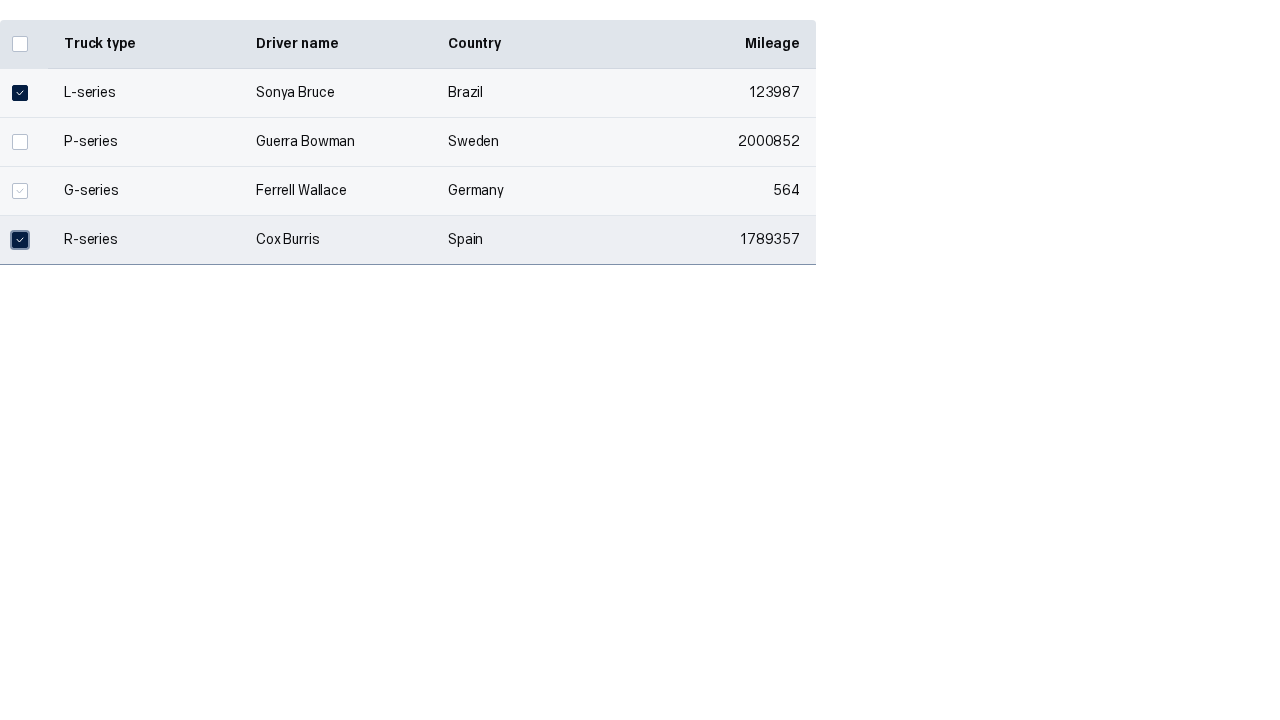 Truck type Driver name Country Mileage
L-series Sonya Bruce Brazil 123987
P-series Guerra Bowman Sweden 2000852
G-series Ferrell Wallace Germany 564
R-series Cox Burris Spain 1789357